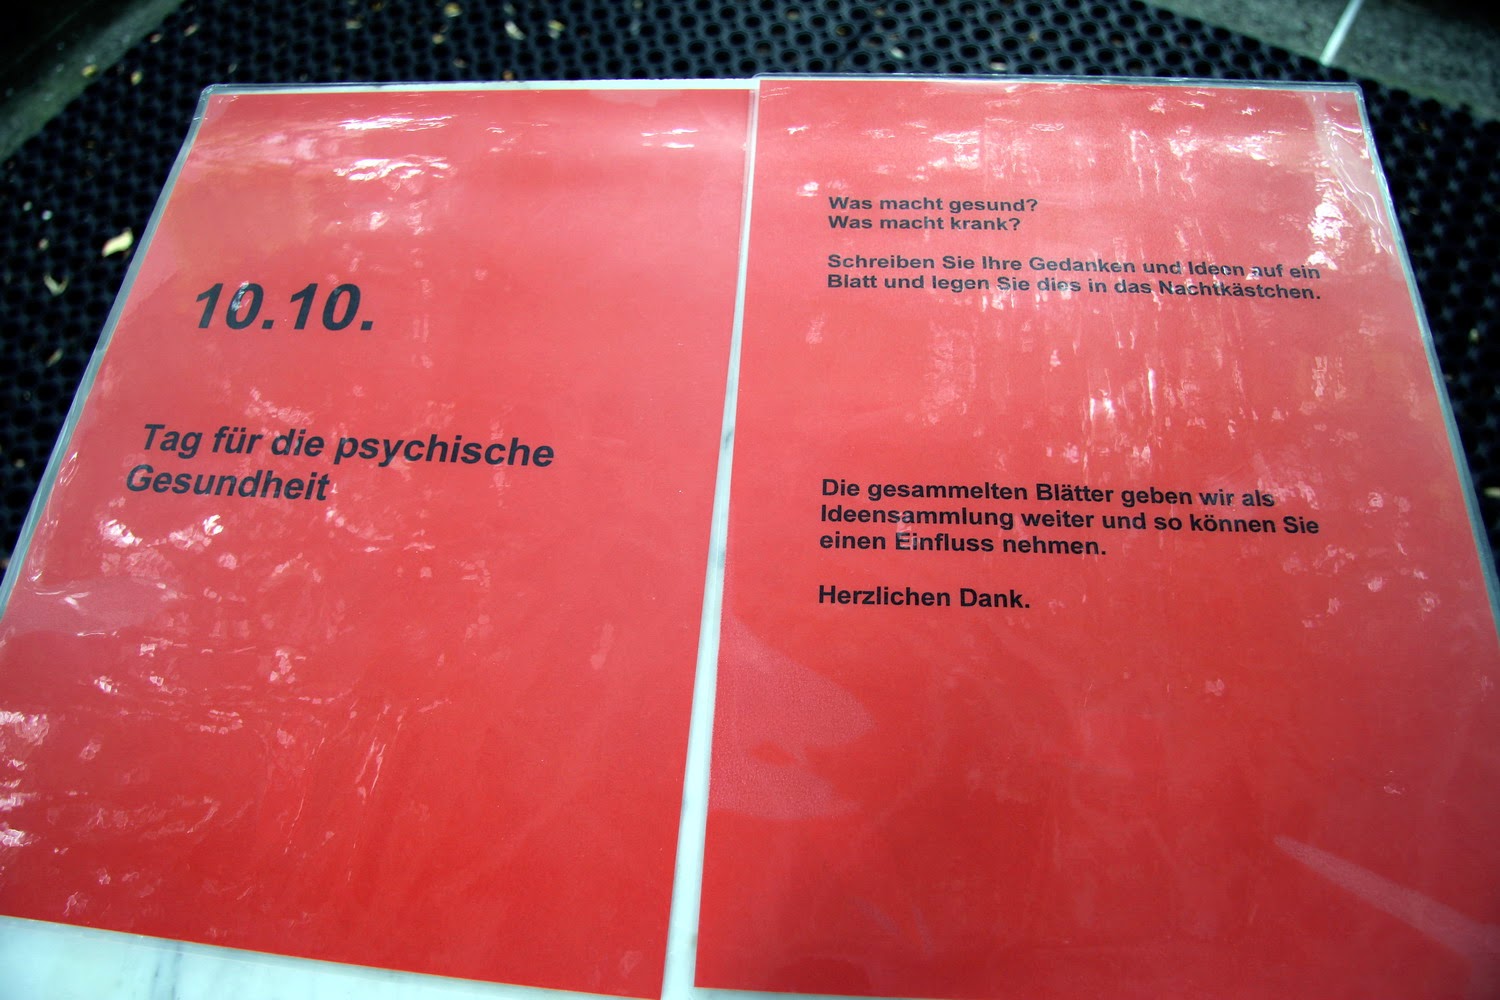 10.10.
Tag für die psychische
Gesundheit
Was macht gesund?
Was macht krank?
Schreiben Sie Ihre Gedanken und Ideen auf ein
Blatt und legen Sie dies in das Nachtkästchen.
Die gesammelten Blätter geben wir als
Ideensammlung weiter und so können Sie
einen Einfluss nehmen.
Herzlichen Dank.